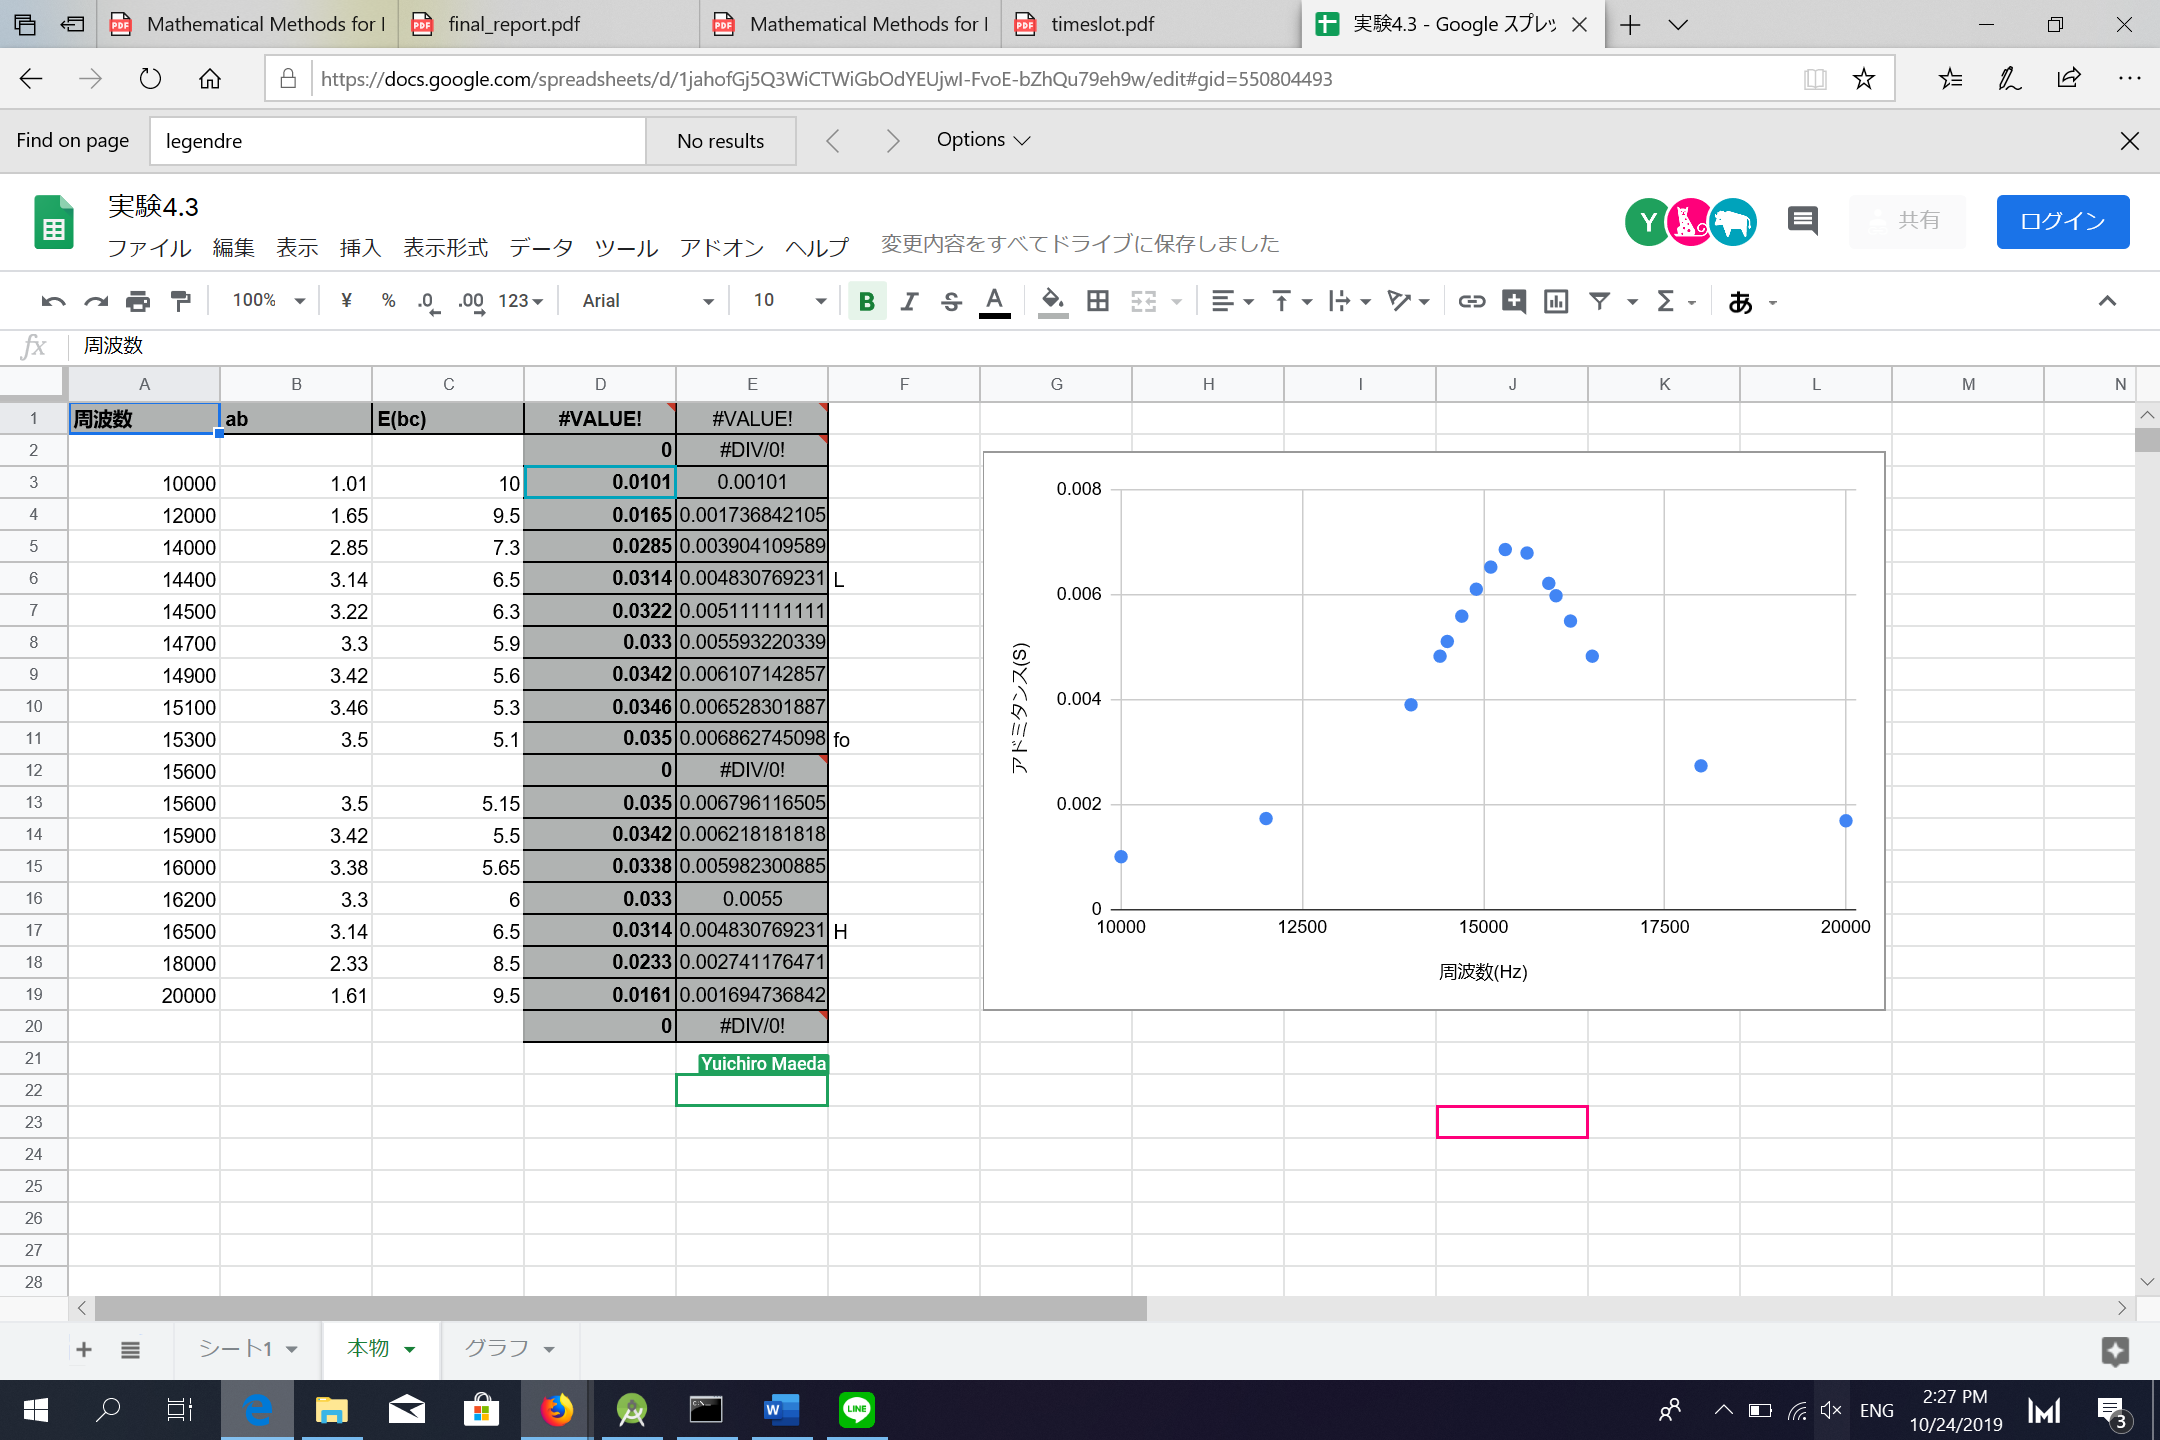 Mathematical Methods for
final_report.pdf
Mathematical Methods for
timeslot.pdf
実験4.3 - Google スプレッ
https://docs.google.com/spreadsheets/d/1jahofGj5Q3WiCTWiGbOdYEUjwI-FvoE-bZhQu79eh9w/edit#gid=550804493
Find on page
legendre
No results
Options
実験4.3
ファイル 編集 表示 挿入 表示形式 データ ツール アドオン ヘルプ
変更内容をすべてドライブに保存しました
Y
共有
ログイン
100% ¥ % .0 .00 123 Arial 10 B I S A Σ あ
fx 周波数
A B C D E F G H I J K L M N
1 周波数 ab E(bc) #VALUE! #VALUE!
2 0 #DIV/0!
3 10000 1.01 10 0.0101 0.00101
4 12000 1.65 9.5 0.0165 0.001736842105
5 14000 2.85 7.3 0.0285 0.003904109589
6 14400 3.14 6.5 0.0314 0.004830769231 L
7 14500 3.22 6.3 0.0322 0.005111111111
8 14700 3.3 5.9 0.033 0.005593220339
9 14900 3.42 5.6 0.0342 0.006107142857
10 15100 3.46 5.3 0.0346 0.006528301887
11 15300 3.5 5.1 0.035 0.006862745098 fo
12 15600 0 #DIV/0!
13 15600 3.5 5.15 0.035 0.006796116505
14 15900 3.42 5.5 0.0342 0.006218181818
15 16000 3.38 5.65 0.0338 0.005982300885
16 16200 3.3 6 0.033 0.0055
17 16500 3.14 6.5 0.0314 0.004830769231 H
18 18000 2.33 8.5 0.0233 0.002741176471
19 20000 1.61 9.5 0.0161 0.001694736842
20 0 #DIV/0!
21
Yuichiro Maeda
22
23
24
25
26
27
28
0.008
0.006
0.004
0.002
0
アドミタンス(S)
10000 12500 15000 17500 20000
周波数(Hz)
シート1 本物 グラフ
ENG
2:27 PM
10/24/2019
3
LINE